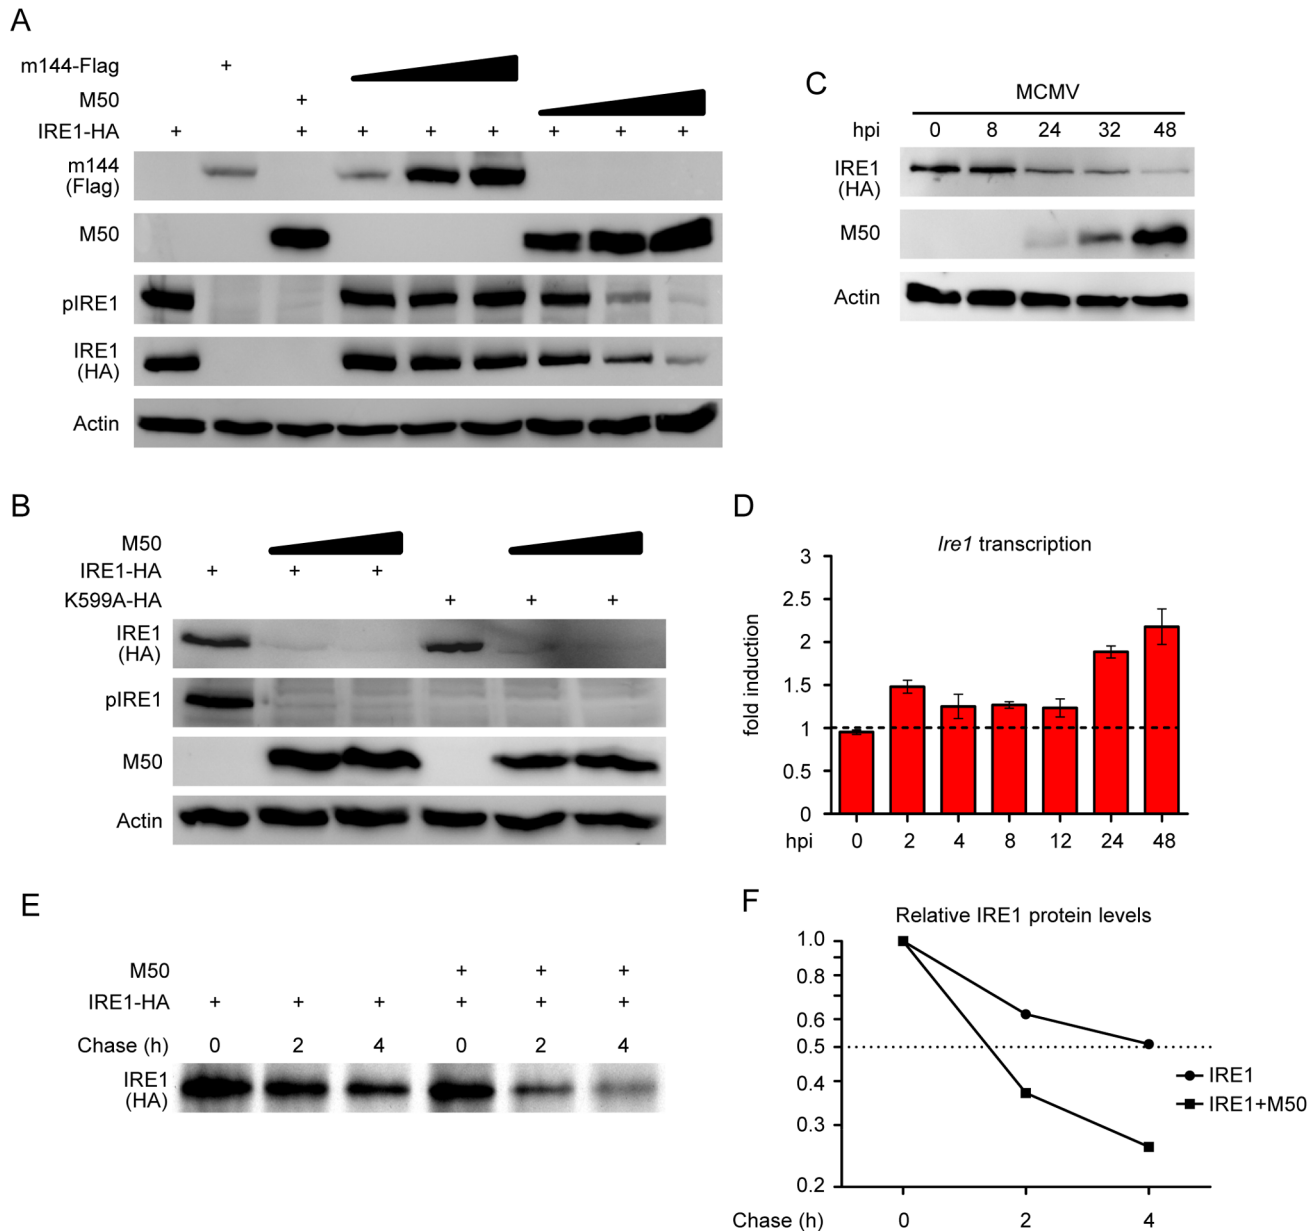 A
m144-Flag +
M50 +
IRE1-HA + + + + + + + +
m144
(Flag)
M50
pIRE1
IRE1
(HA)
Actin
C
MCMV
hpi 0 8 24 32 48
IRE1
(HA)
M50
Actin
B
M50
IRE1-HA + + +
K599A-HA + + +
IRE1
(HA)
pIRE1
M50
Actin
D
Ire1 transcription
fold induction
3
2.5
2
1.5
1
0.5
0
hpi 0 2 4 8 12 24 48
E
M50 + + +
IRE1-HA + + + + + +
Chase (h) 0 2 4 0 2 4
IRE1
(HA)
F
Relative IRE1 protein levels
1.0
0.8
0.6
0.5
0.4
0.3
0.2
IRE1
IRE1+M50
Chase (h) 0 2 4